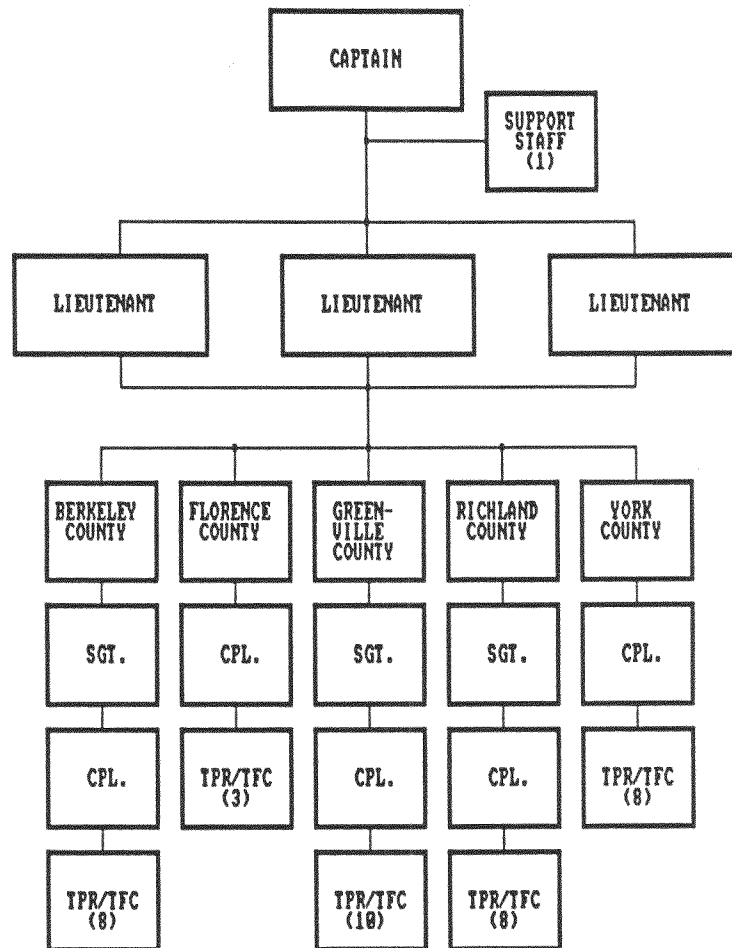 CAPTAIN
SUPPORT
STAFF
(1)
LIEUTENANT
LIEUTENANT
LIEUTENANT
BERKELEY
COUNTY
FLORENCE
COUNTY
GREEN-
VILLE
COUNTY
RICHLAND
COUNTY
YORK
COUNTY
SGT.
CPL.
SGT.
SGT.
CPL.
CPL.
TPR/TFC
(3)
CPL.
CPL.
TPR/TFC
(8)
TPR/TFC
(8)
TPR/TFC
(10)
TPR/TFC
(8)